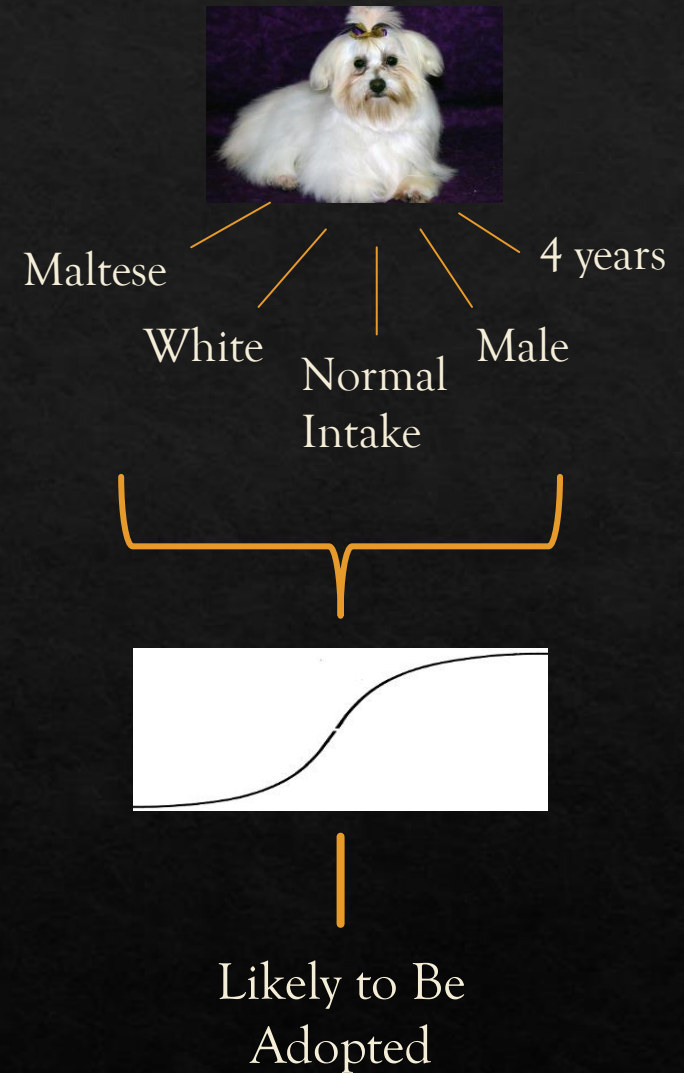 Maltese
4 years
White
Male
Normal
Intake
Likely to Be
Adopted